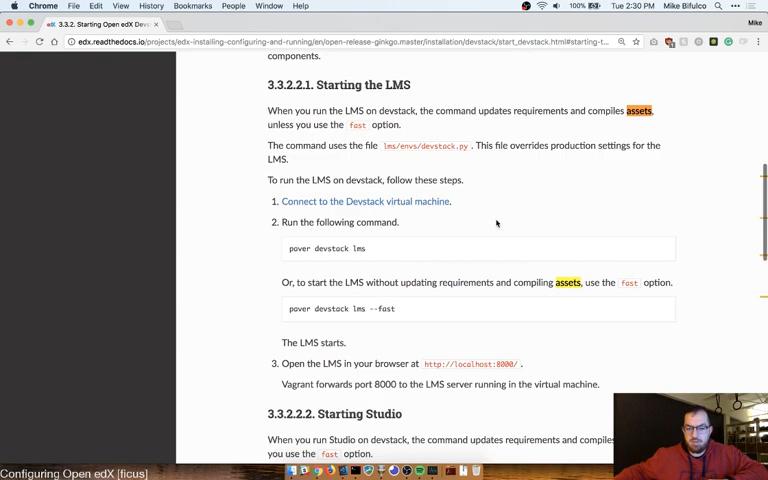 Chrome File Edit View History Bookmarks People Window Help 100% Tue 2:30 PM Mike Bifulco
3.3.2. Starting Open edX Devs Mike
edx.readthedocs.io/projects/edx-installing-configuring-and-running/en/open-release-ginkgo.master/installation/devstack/start_devstack.html#starting-t...
components.
3.3.2.2.1. Starting the LMS
When you run the LMS on devstack, the command updates requirements and compiles assets,
unless you use the fast option.
The command uses the file lms/envs/devstack.py . This file overrides production settings for the
LMS.
To run the LMS on devstack, follow these steps.
1. Connect to the Devstack virtual machine.
2. Run the following command.
paver devstack lms
Or, to start the LMS without updating requirements and compiling assets, use the fast option.
paver devstack lms --fast
The LMS starts.
3. Open the LMS in your browser at http://localhost:8000/ .
Vagrant forwards port 8000 to the LMS server running in the virtual machine.
3.3.2.2.2. Starting Studio
When you run Studio on devstack, the command updates requirements
you use the fast option.
Configuring Open edX [ficus]